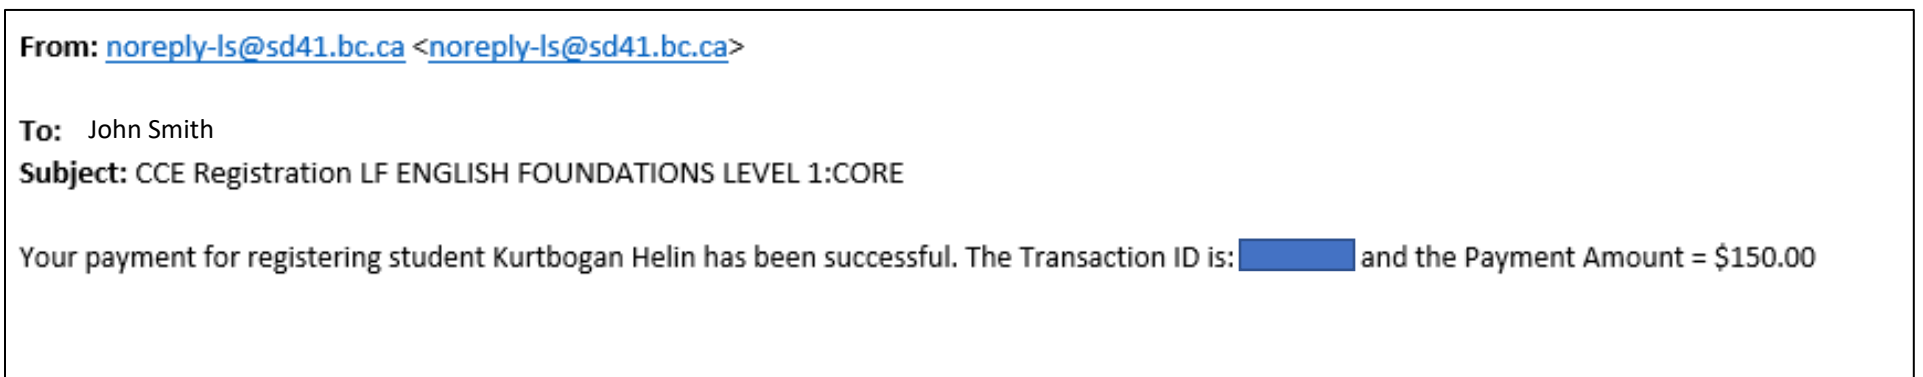 From: noreply-ls@sd41.bc.ca <noreply-ls@sd41.bc.ca>
To: John Smith
Subject: CCE Registration LF ENGLISH FOUNDATIONS LEVEL 1:CORE
Your payment for registering student Kurtbogan Helin has been successful. The Transaction ID is: and the Payment Amount = $150.00